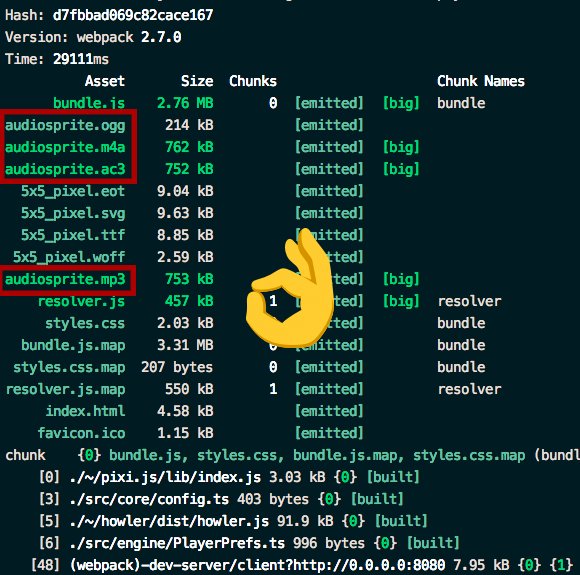 Hash: d7fbbad069c82cace167
Version: webpack 2.7.0
Time: 29111ms
Asset Size Chunks Chunk Names
bundle.js 2.76 MB 0 [emitted] [big] bundle
audiosprite.ogg 214 kB [emitted]
audiosprite.m4a 762 kB [emitted] [big]
audiosprite.ac3 752 kB [emitted] [big]
5x5_pixel.eot 9.04 kB [emitted]
5x5_pixel.svg 9.63 kB [emitted]
5x5_pixel.ttf 8.85 kB [emitted]
5x5_pixel.woff 2.59 kB [emitted]
audiosprite.mp3 753 kB [emitted] [big]
resolver.js 457 kB 1 [emitted] [big] resolver
styles.css 2.03 kB [emitted] bundle
bundle.js.map 3.31 MB 0 [emitted] bundle
styles.css.map 207 bytes 0 [emitted] bundle
resolver.js.map 550 kB 1 [emitted] resolver
index.html 4.58 kB [emitted]
favicon.ico 1.15 kB [emitted]
chunk {0} bundle.js, styles.css, bundle.js.map, styles.css.map (bundl
[0] ./~/pixi.js/lib/index.js 3.03 kB {0} [built]
[3] ./src/core/config.ts 403 bytes {0} [built]
[5] ./~/howler/dist/howler.js 91.9 kB {0} [built]
[6] ./src/engine/PlayerPrefs.ts 996 bytes {0} [built]
[48] (webpack)-dev-server/client?http://0.0.0.0:8080 7.95 kB {0} {1}